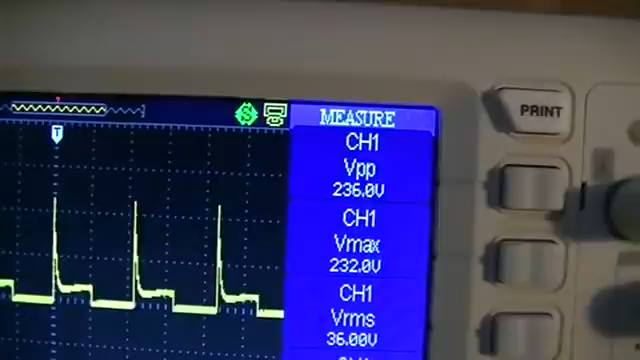 PRINT
T
MEASURE
CH1
Vpp
236.0V
CH1
Vmax
232.0V
CH1
Vrms
36.00V